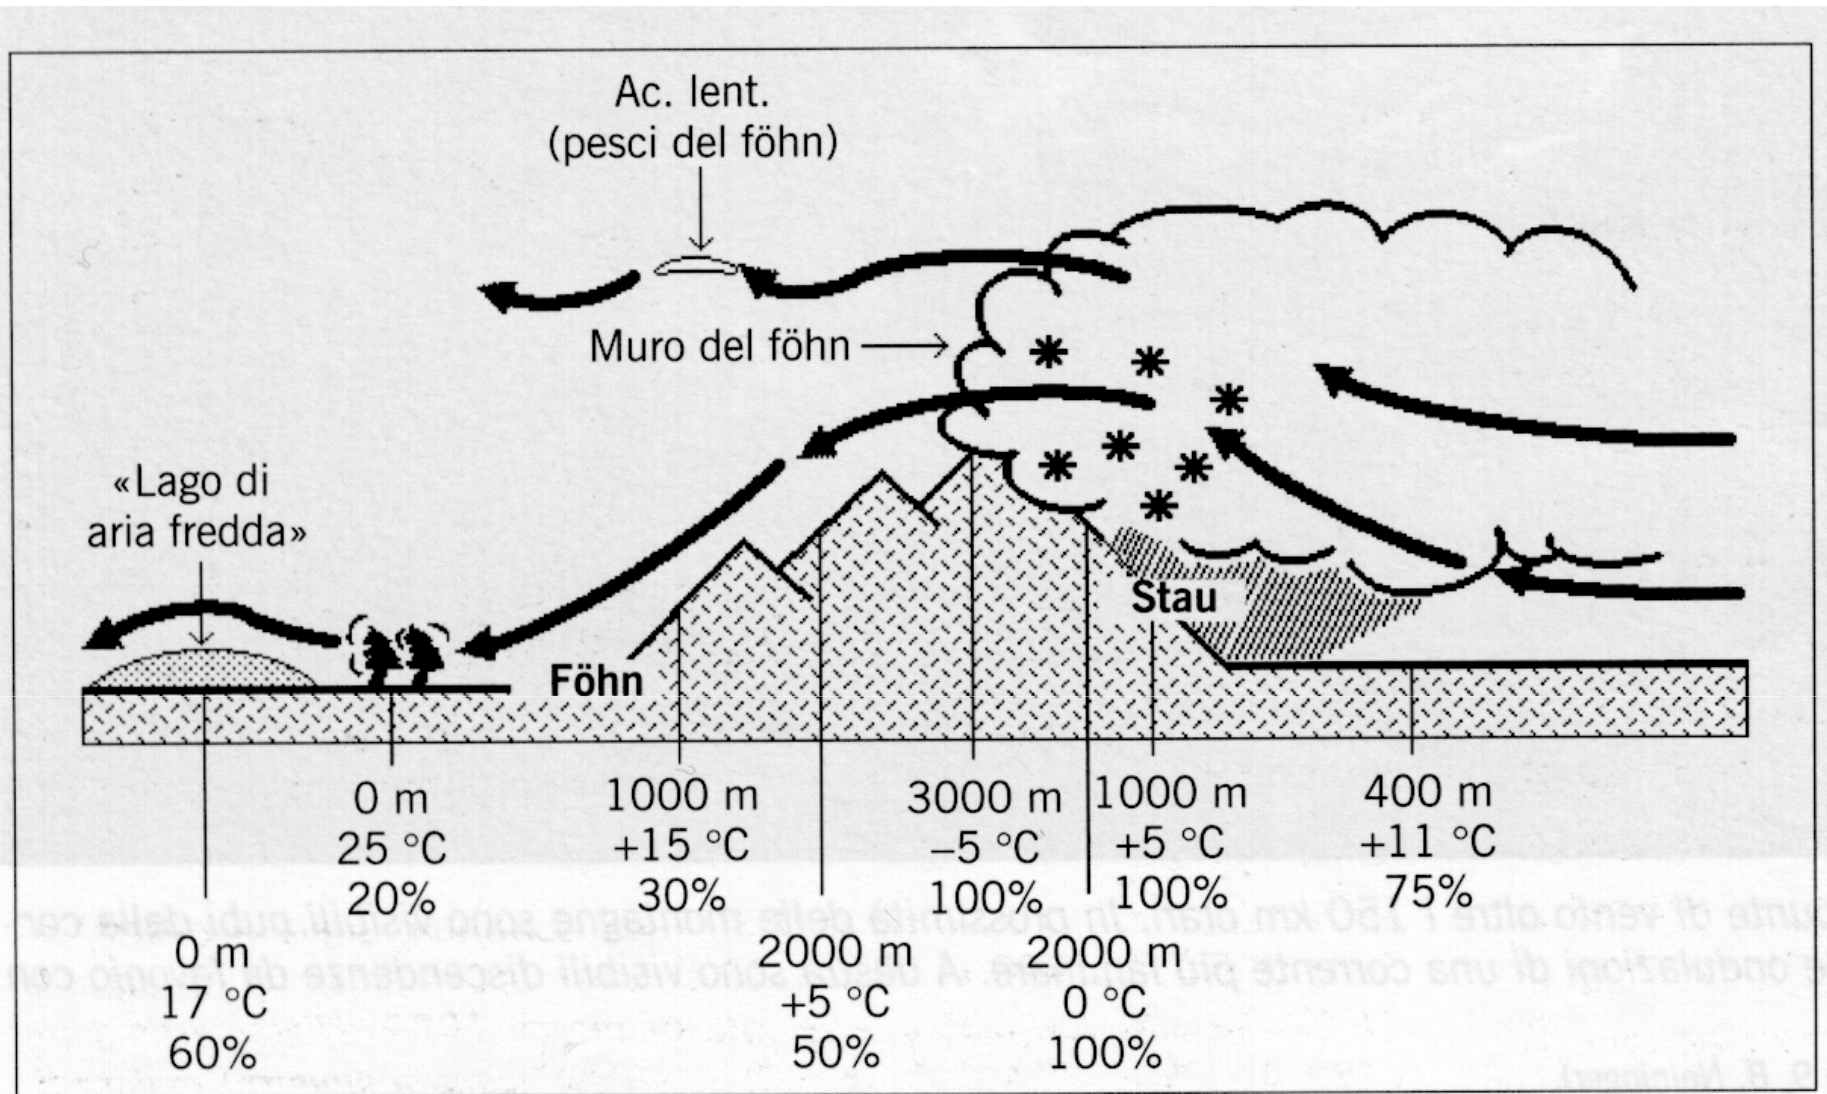 Ac. lent.
(pesci del föhn)
Muro del föhn
«Lago di
aria fredda»
Stau
Föhn
0 m
25 °C
20%
1000 m
+15 °C
30%
3000 m
–5 °C
100%
1000 m
+5 °C
100%
400 m
+11 °C
75%
0 m
17 °C
60%
2000 m
+5 °C
50%
2000 m
0 °C
100%